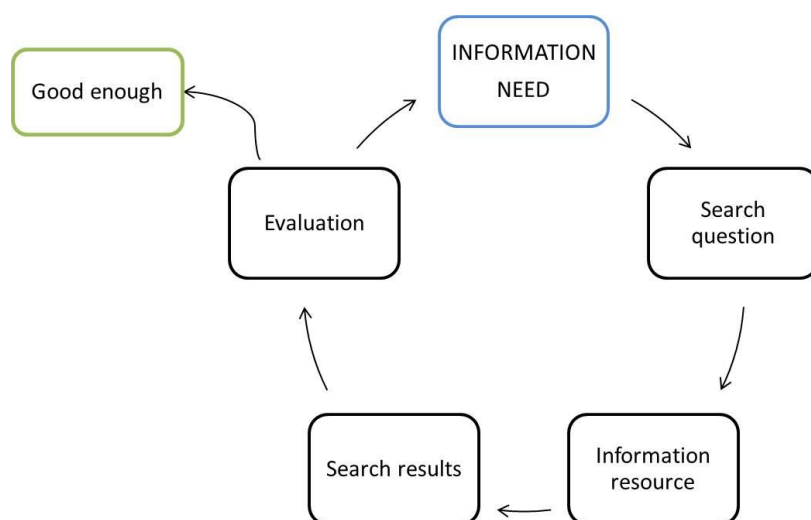 INFORMATION
NEED
Good enough
Search
question
Evaluation
Information
resource
Search results